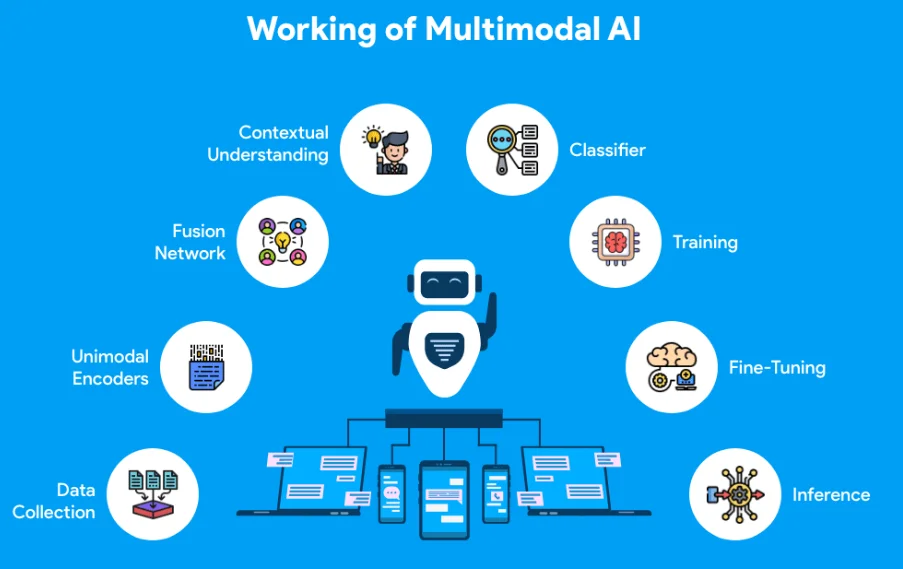 Working of Multimodal AI
Contextual
Understanding
Classifier
Fusion
Network
Training
Unimodal
Encoders
Fine-Tuning
Data
Collection
Inference